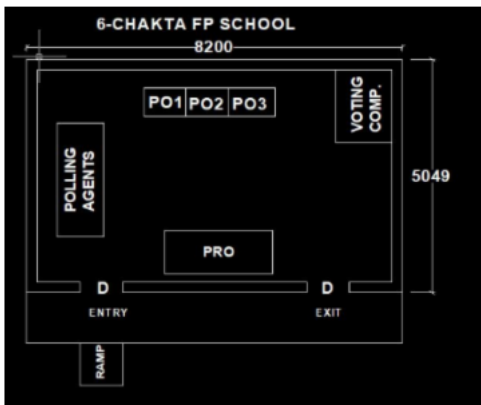 6-CHAKTA FP SCHOOL
8200
PO1 PO2 PO3
VOTING
COMP.
POLLING
AGENTS
5049
PRO
D
D
ENTRY
EXIT
RAMP